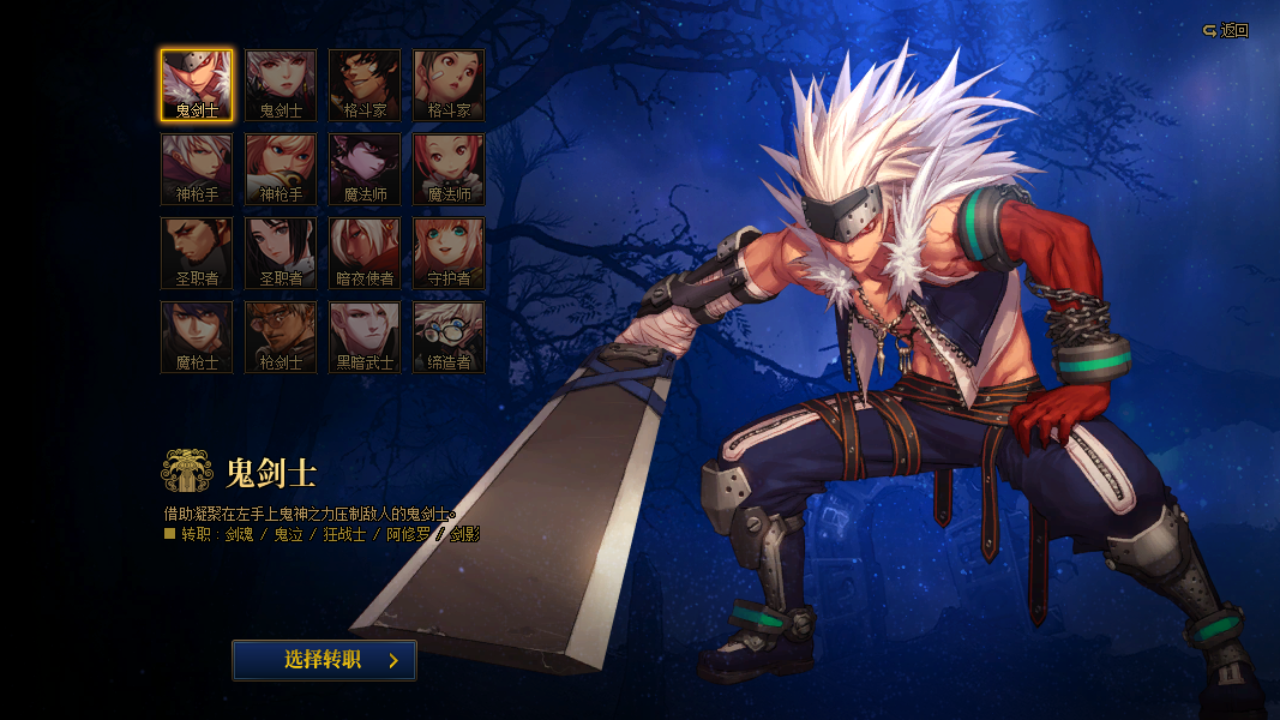 返回
鬼剑士
鬼剑士
格斗家
格斗家
神枪手
神枪手
魔法师
魔法师
圣职者
圣职者
暗夜使者
守护者
魔枪士
枪剑士
黑暗武士
缔造者
鬼剑士
借助凝聚在左手上鬼神之力压制敌人的鬼剑士。
■ 转职：剑魂 / 鬼泣 / 狂战士 / 阿修罗 / 剑影
选择转职 >